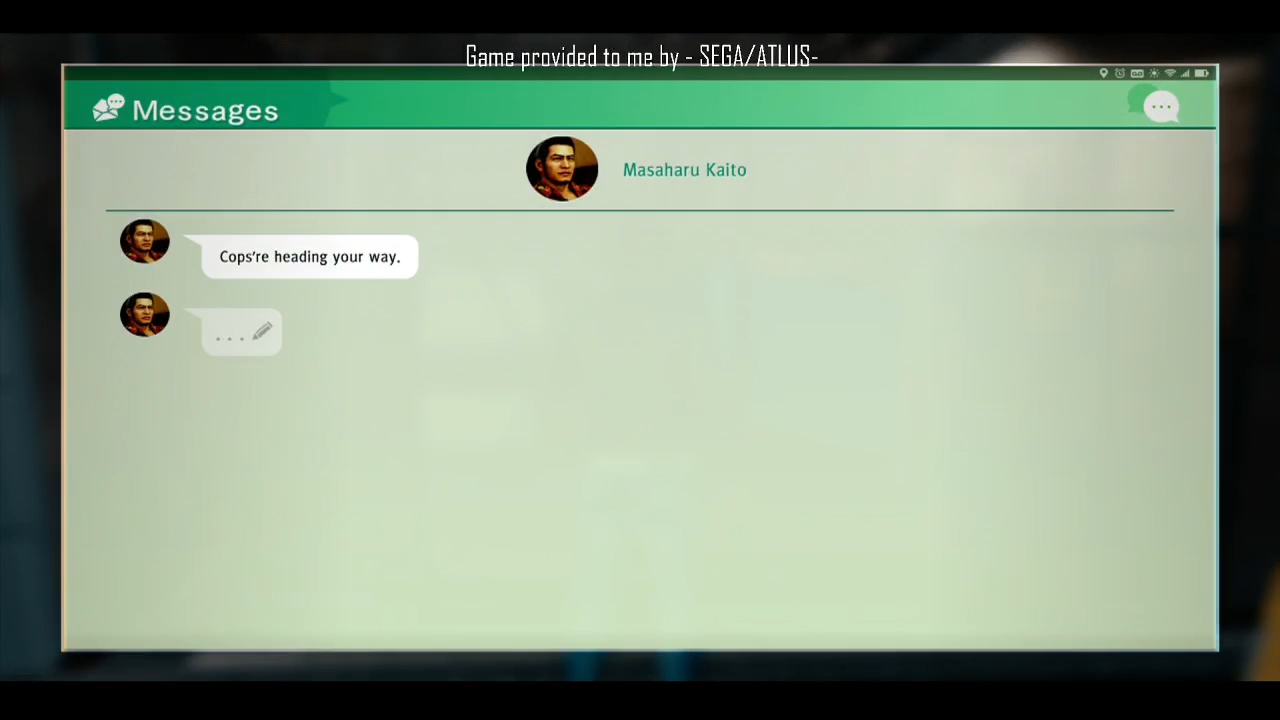 Game provided to me by - SEGA/ATLUS-
Messages
Masaharu Kaito
Cops're heading your way.
...